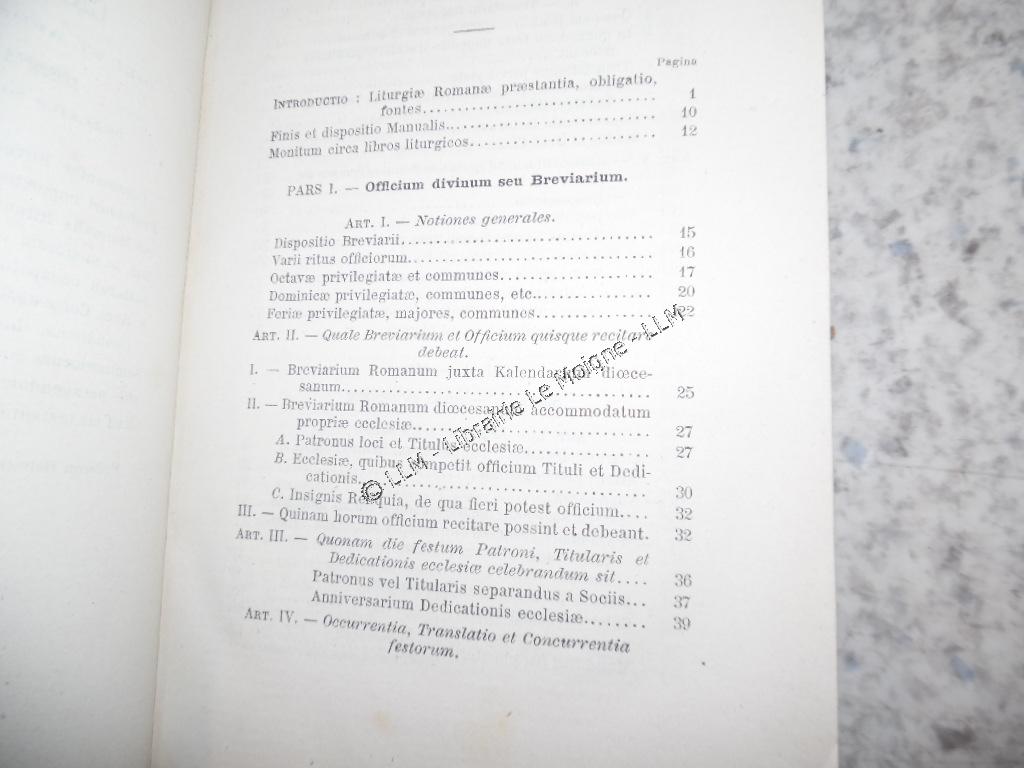 Pagina
INTRODUCTIO : Liturgiæ Romanæ præstantia, obligatio,
fontes.............................. 1
Finis et dispositio Manualis........................ 10
Monitum circa libros liturgicos..................... 12
PARS I. — Officium divinum seu Breviarium.
ART. I. — Notiones generales.
Dispositio Breviarii................................ 15
Varii ritus officiorum.............................. 16
Octavæ privilegiatæ et communes.................... 17
Dominicæ privilegiatæ, communes, etc............... 20
Feriæ privilegiatæ, majores, communes.............. 22
ART. II. — Quale Breviarium et Officium quisque recitare
debeat.
I. — Breviarium Romanum juxta Kalendarium diœce-
sanum................................... 25
II. — Breviarium Romanum diœcesanum accommodatum
propriæ ecclesiæ............................ 27
A. Patronus loci et Titulus ecclesiæ............. 27
B. Ecclesiæ, quibus competit officium Tituli et Dedi-
cationis.................................. 30
C. Insignis Reliquia, de qua fieri potest officium.... 32
III. — Quinam horum officium recitare possint et debeant. 32
ART. III. — Quonam die festum Patroni, Titularis et
Dedicationis ecclesiæ celebrandum sit.... 36
Patronus vel Titularis separandus a Sociis... 37
Anniversarium Dedicationis ecclesiæ........ 39
ART. IV. — Occurrentia, Translatio et Concurrentia
festorum.
© LLM - Librairie Le Moigne - LLM